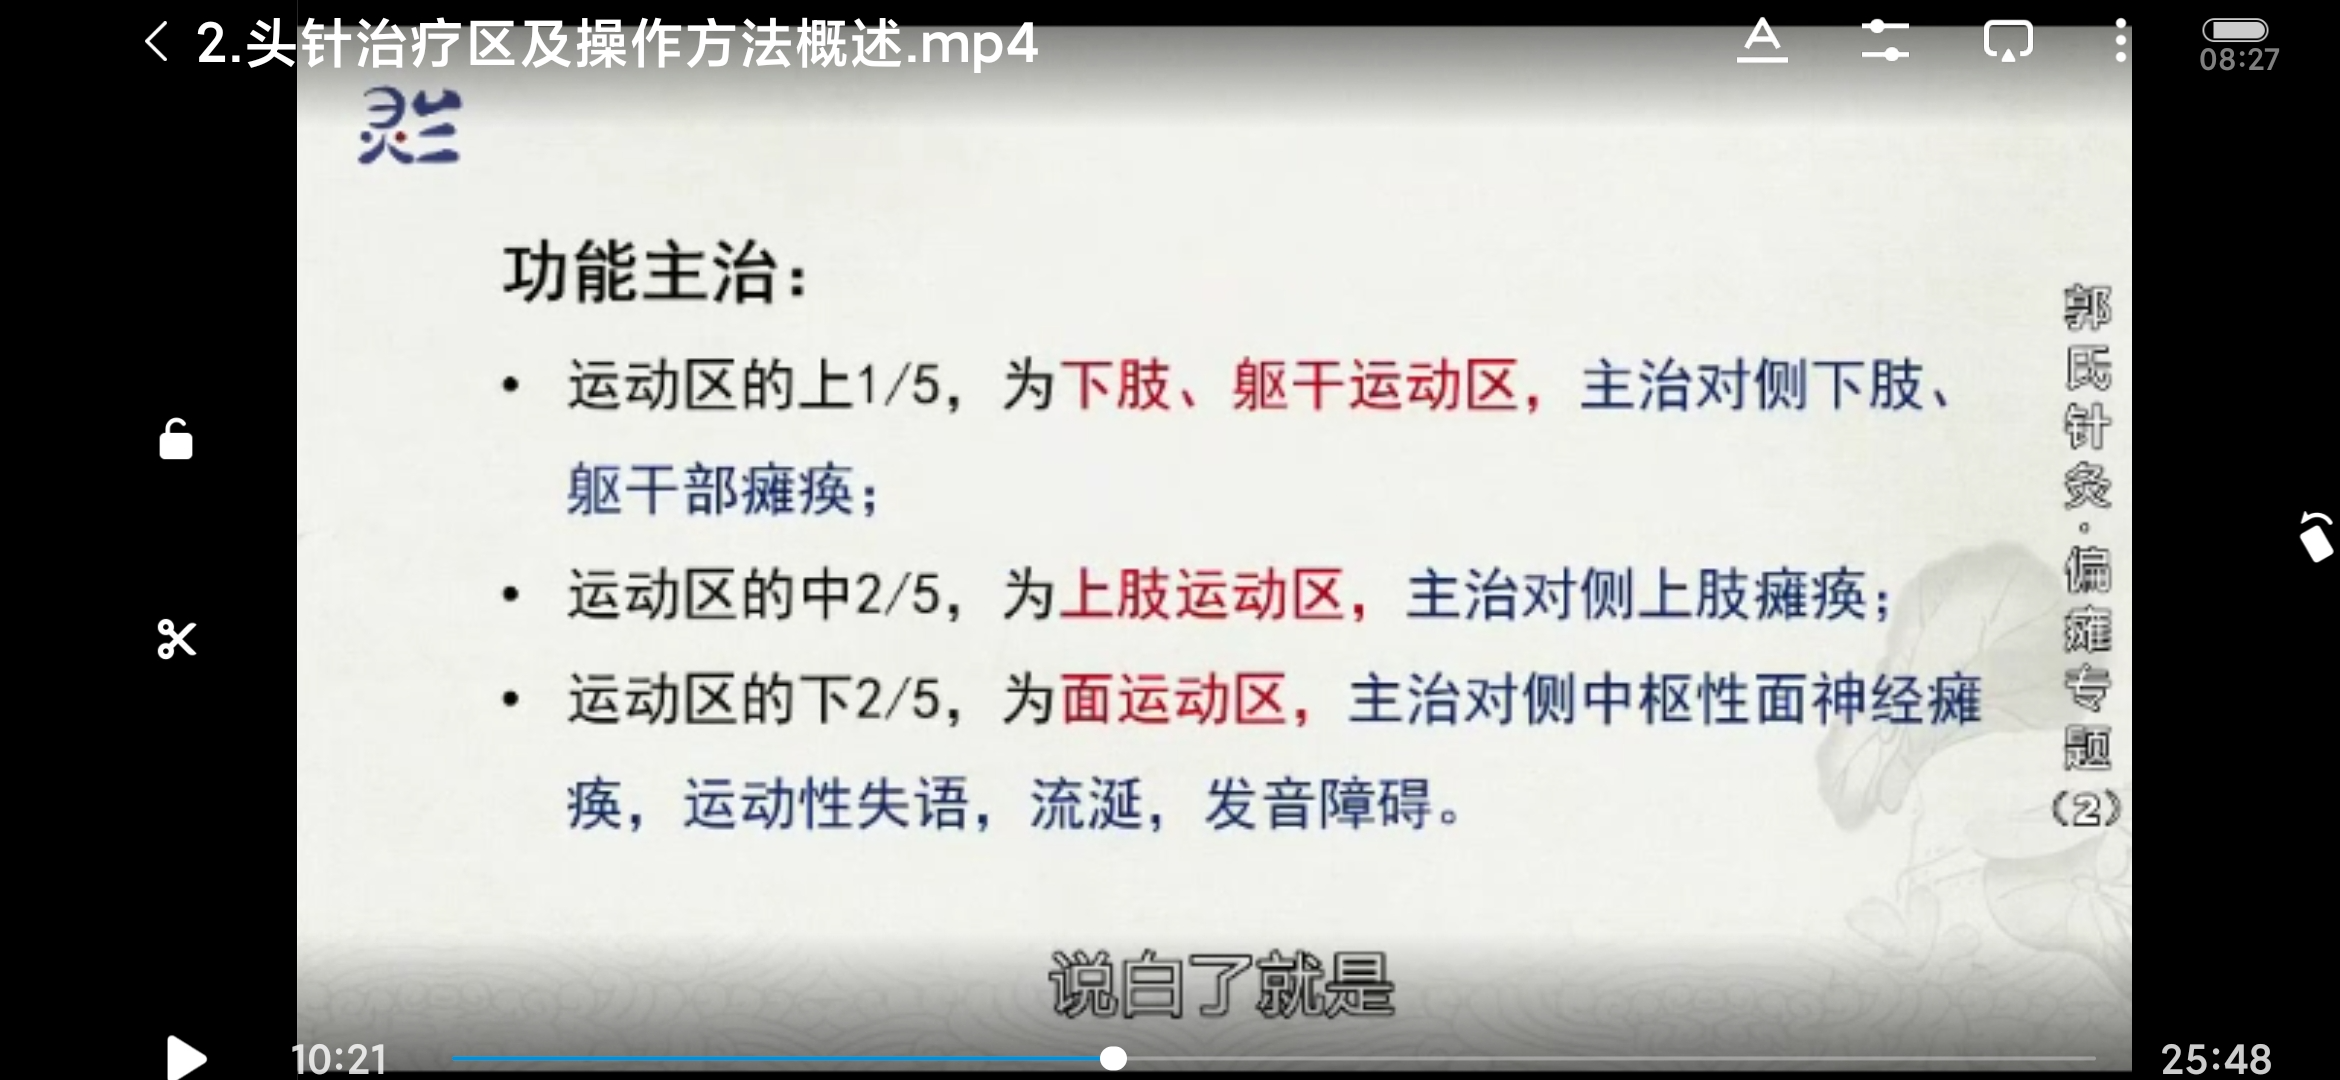 2.头针治疗区及操作方法概述.mp4
08:27
灵兰
功能主治：
• 运动区的上1/5，为下肢、躯干运动区，主治对侧下肢、
躯干部瘫痪；
• 运动区的中2/5，为上肢运动区，主治对侧上肢瘫痪；
• 运动区的下2/5，为面运动区，主治对侧中枢性面神经瘫
痪，运动性失语，流涎，发音障碍。
郭氏针灸·偏瘫专题（2）
说白了就是
10:21
25:48